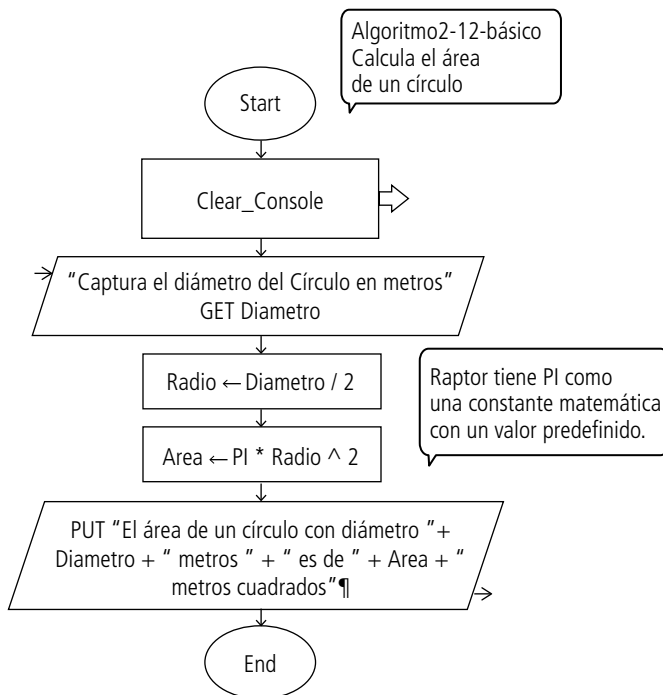 Algoritmo2-12-básico
Calcula el área
de un círculo
Start
Clear_Console
"Captura el diámetro del Círculo en metros"
GET Diametro
Radio ← Diametro / 2
Raptor tiene PI como
una constante matemática
con un valor predefinido.
Area ← PI * Radio ^ 2
PUT "El área de un círculo con diámetro "+
Diametro + " metros " + " es de " + Area + "
metros cuadrados"¶
End